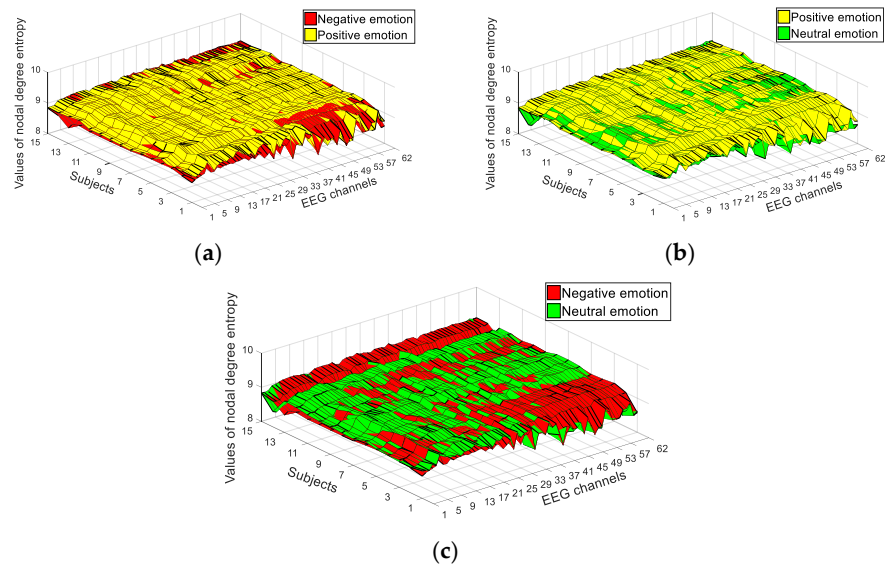 Negative emotion
Positive emotion
Values of nodal degree entropy
10
9
8
15
13
11
9
7
5
3
1
Subjects
1 5 9 13 17 21 25 29 33 37 41 45 49 53 57 62
EEG channels
(a)
Positive emotion
Neutral emotion
Values of nodal degree entropy
10
9
8
15
13
11
9
7
5
3
1
Subjects
1 5 9 13 17 21 25 29 33 37 41 45 49 53 57 62
EEG channels
(b)
Negative emotion
Neutral emotion
Values of nodal degree entropy
10
9
8
15
13
11
9
7
5
3
1
Subjects
1 5 9 13 17 21 25 29 33 37 41 45 49 53 57 62
EEG channels
(c)